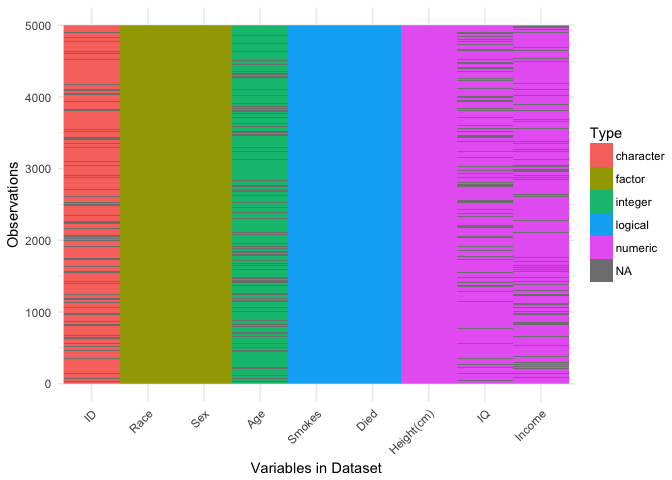 5000
4000
3000
2000
1000
0
Observations
ID
Race
Sex
Age
Smokes
Died
Height(cm)
IQ
Income
Variables in Dataset
Type
character
factor
integer
logical
numeric
NA